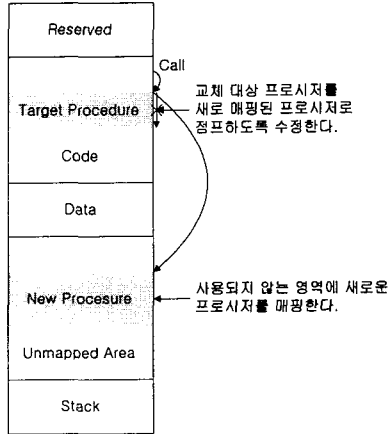 Reserved
Call
교체 대상 프로시저를
새로 매핑된 프로시저로
점프하도록 수정한다.
Target Procedure
Code
Data
New Procesure
사용되지 않는 영역에 새로운
프로시저를 매핑한다.
Unmapped Area
Stack